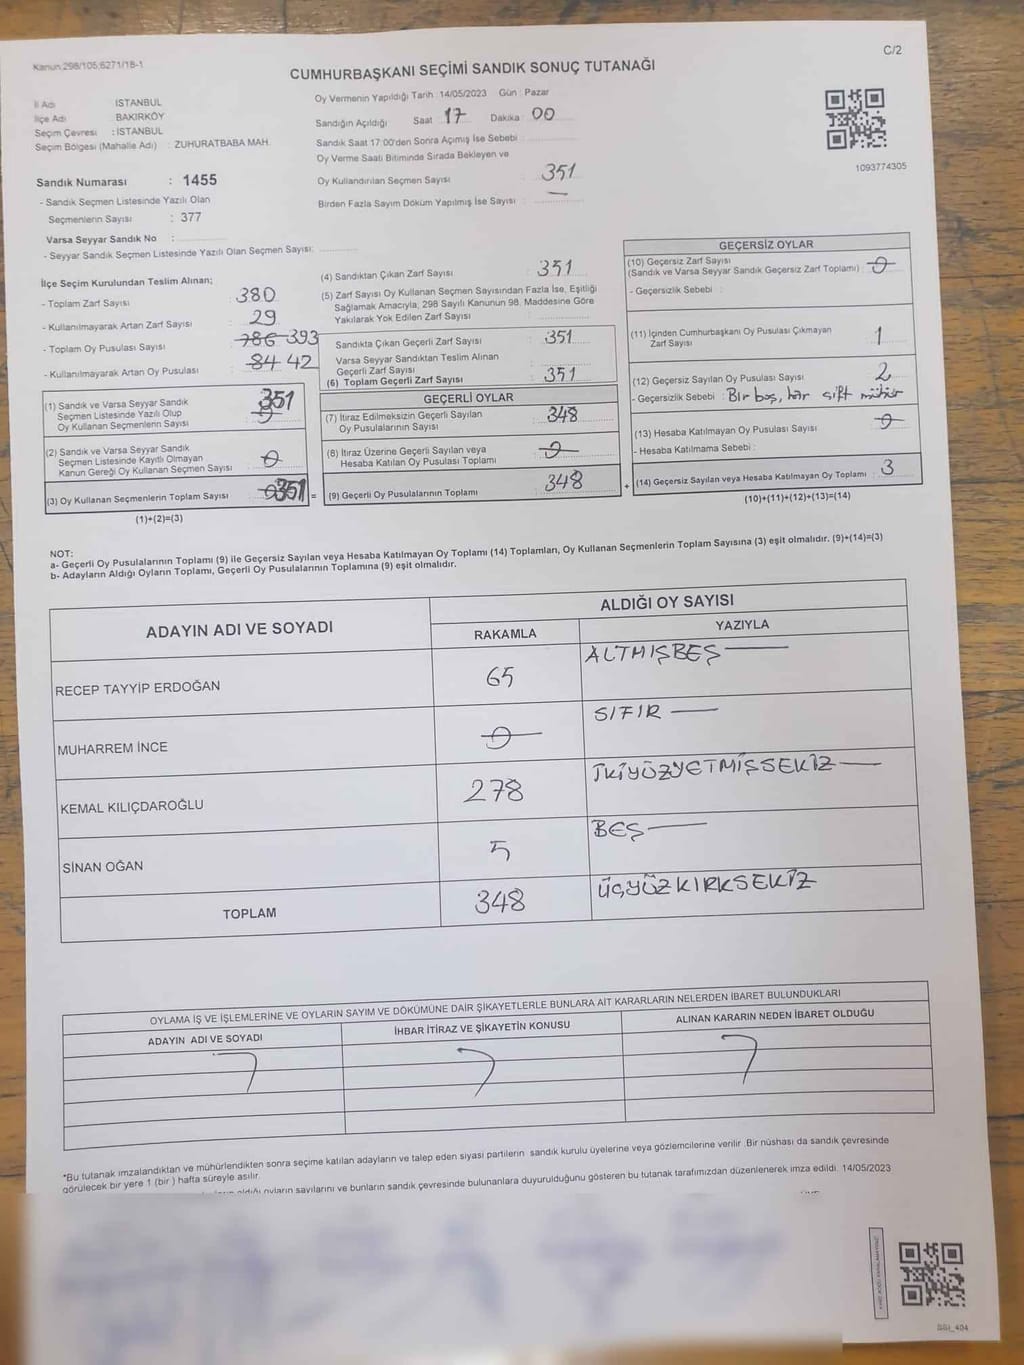 Kanun:298/105;6271/18-1
C/2
CUMHURBAŞKANI SEÇİMİ SANDIK SONUÇ TUTANAĞI
İl Adı İSTANBUL
İlçe Adı BAKIRKÖY
Seçim Çevresi : İSTANBUL
Seçim Bölgesi (Mahalle Adı) : ZUHURATBABA MAH.
Sandık Numarası : 1455
- Sandık Seçmen Listesinde Yazılı Olan
Seçmenlerin Sayısı : 377
Varsa Seyyar Sandık No :
- Seyyar Sandık Seçmen Listesinde Yazılı Olan Seçmen Sayısı:
Oy Vermenin Yapıldığı Tarih : 14/05/2023 Gün : Pazar
Sandığın Açıldığı Saat 17 Dakika : 00
Sandık Saat 17:00'den Sonra Açımış İse Sebebi :
Oy Verme Saati Bitiminde Sırada Bekleyen ve
Oy Kullandırılan Seçmen Sayısı : 351
Birden Fazla Sayım Döküm Yapılmış İse Sayısı : —
1093774305
İlçe Seçim Kurulundan Teslim Alınan;
- Toplam Zarf Sayısı : 380
- Kullanılmayarak Artan Zarf Sayısı : 29
- Toplam Oy Pusulası Sayısı : 786 393
- Kullanılmayarak Artan Oy Pusulası : 84 42
(1) Sandık ve Varsa Seyyar Sandık
Seçmen Listesinde Yazılı Olup
Oy Kullanan Seçmenlerin Sayısı : 351
(2) Sandık ve Varsa Seyyar Sandık
Seçmen Listesinde Kayıtlı Olmayan
Kanun Gereği Oy Kullanan Seçmen Sayısı : 0
(3) Oy Kullanan Seçmenlerin Toplam Sayısı : 0351 =
(1)+(2)=(3)
(4) Sandıktan Çıkan Zarf Sayısı : 351
(5) Zarf Sayısı Oy Kullanan Seçmen Sayısından Fazla İse, Eşitliği
Sağlamak Amacıyla, 298 Sayılı Kanunun 98. Maddesine Göre
Yakılarak Yok Edilen Zarf Sayısı :
Sandıkta Çıkan Geçerli Zarf Sayısı : 351
Varsa Seyyar Sandıktan Teslim Alınan
Geçerli Zarf Sayısı :
(6) Toplam Geçerli Zarf Sayısı : 351
GEÇERLİ OYLAR
(7) İtiraz Edilmeksizin Geçerli Sayılan
Oy Pusulalarının Sayısı : 348
(8) İtiraz Üzerine Geçerli Sayılan veya
Hesaba Katılan Oy Pusulası Toplamı : 0
(9) Geçerli Oy Pusulalarının Toplamı : 348 +
GEÇERSİZ OYLAR
(10) Geçersiz Zarf Sayısı
(Sandık ve Varsa Seyyar Sandık Geçersiz Zarf Toplamı) : 0
- Geçersizlik Sebebi :
(11) İçinden Cumhurbaşkanı Oy Pusulası Çıkmayan
Zarf Sayısı : 1
(12) Geçersiz Sayılan Oy Pusulası Sayısı : 2
- Geçersizlik Sebebi : Bir boş, bir çift mühür
(13) Hesaba Katılmayan Oy Pusulası Sayısı : 0
- Hesaba Katılmama Sebebi :
(14) Geçersiz Sayılan veya Hesaba Katılmayan Oy Toplamı : 3
(10)+(11)+(12)+(13)=(14)
NOT:
a- Geçerli Oy Pusulalarının Toplamı (9) ile Geçersiz Sayılan veya Hesaba Katılmayan Oy Toplamı (14) Toplamları, Oy Kullanan Seçmenlerin Toplam Sayısına (3) eşit olmalıdır. (9)+(14)=(3)
b- Adayların Aldığı Oyların Toplamı, Geçerli Oy Pusulalarının Toplamına (9) eşit olmalıdır.
ADAYIN ADI VE SOYADI
ALDIĞI OY SAYISI
RAKAMLA YAZIYLA
RECEP TAYYİP ERDOĞAN 65 ALTMIŞBEŞ
MUHARREM İNCE 0 SIFIR
KEMAL KILIÇDAROĞLU 278 İKİYÜZYETMİŞSEKİZ
SİNAN OĞAN 5 BEŞ
TOPLAM 348 ÜÇYÜZKIRKSEKİZ
OYLAMA İŞ VE İŞLEMLERİNE VE OYLARIN SAYIM VE DÖKÜMÜNE DAİR ŞİKAYETLERLE BUNLARA AİT KARARLARIN NELERDEN İBARET BULUNDUKLARI
ADAYIN ADI VE SOYADI İHBAR İTİRAZ VE ŞİKAYETİN KONUSU ALINAN KARARIN NEDEN İBARET OLDUĞU
*Bu tutanak imzalandıktan ve mühürlendikten sonra seçime katılan adayların ve talep eden siyasi partilerin sandık kurulu üyelerine veya gözlemcilerine verilir .Bir nüshası da sandık çevresinde
görülecek bir yere 1 (bir ) hafta süreyle asılır.
aldığı oyların sayılarını ve bunların sandık çevresinde bulunanlara duyurulduğunu gösteren bu tutanak tarafımızdan düzenlenerek imza edildi. 14/05/2023